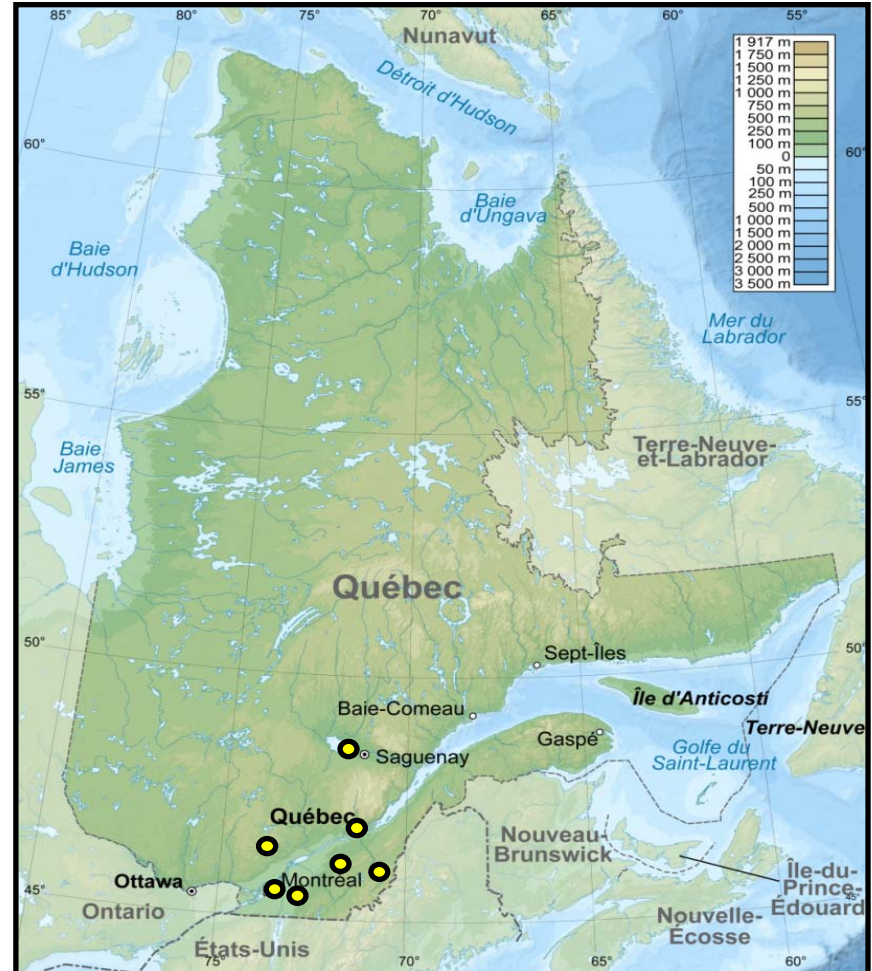 85°
80°
75°
70°
65°
60°
55°
Nunavut
Détroit d'Hudson
1 917 m
1 750 m
1 500 m
1 250 m
1 000 m
750 m
500 m
250 m
100 m
0
50 m
100 m
250 m
500 m
1 000 m
1 500 m
2 000 m
2 500 m
3 000 m
3 500 m
60°
60°
Baie
d'Ungava
Baie
d'Hudson
Mer du
Labrador
55°
55°
Baie
James
Terre-Neuve-
et-Labrador
Québec
50°
50°
Sept-Îles
Île d'Anticosti
Baie-Comeau
Gaspé
Terre-Neuve
Golfe du
Saint-Laurent
Saguenay
Québec
Nouveau-
Brunswick
Île-du-
Prince-
Édouard
Ottawa
Montréal
45°
45°
Ontario
Nouvelle-
Écosse
États-Unis
75°
70°
65°
60°